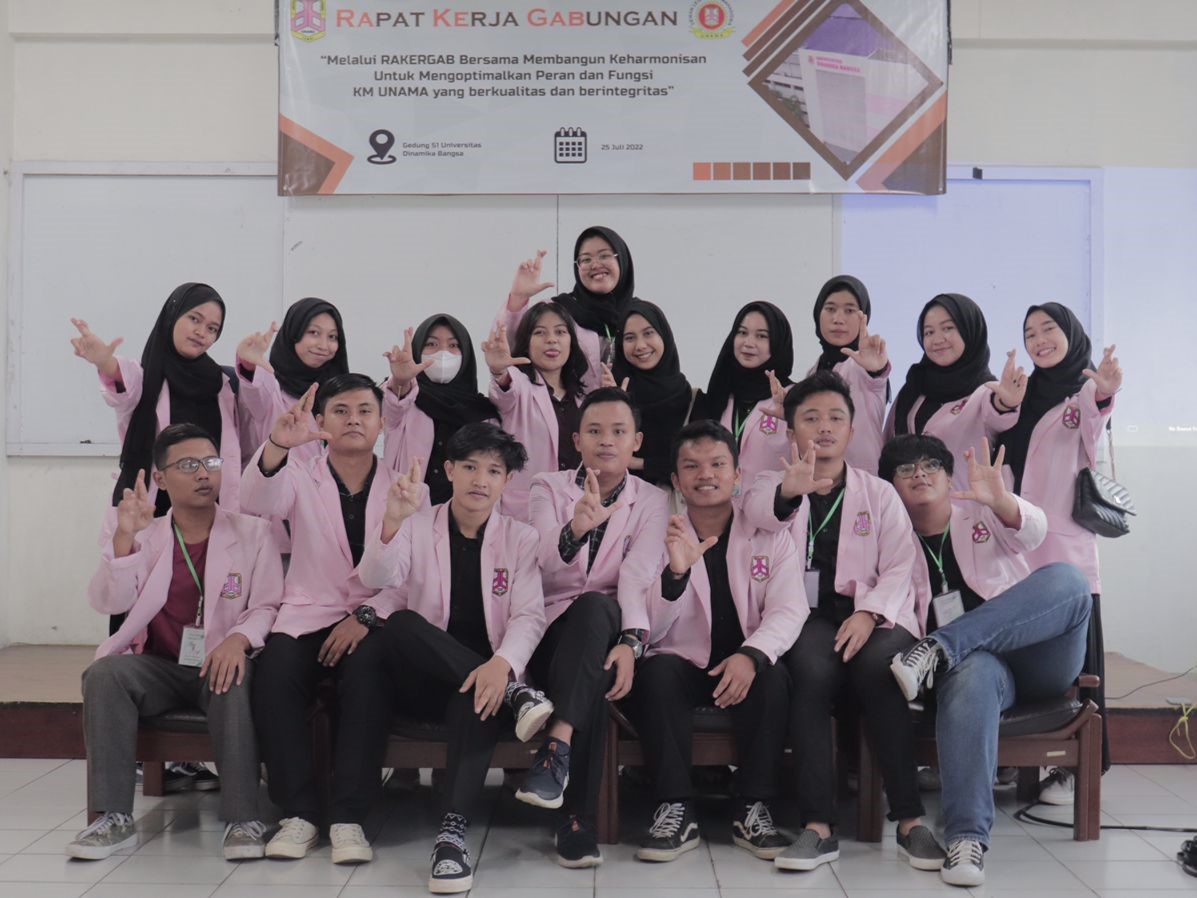 RAPAT KERJA GABUNGAN
"Melalui RAKERGAB Bersama Membangun Keharmonisan
Untuk Mengoptimalkan Peran dan Fungsi
KM UNAMA yang berkualitas dan berintegritas"
Gedung S1 Universitas
Dinamika Bangsa
25 Juli 2022